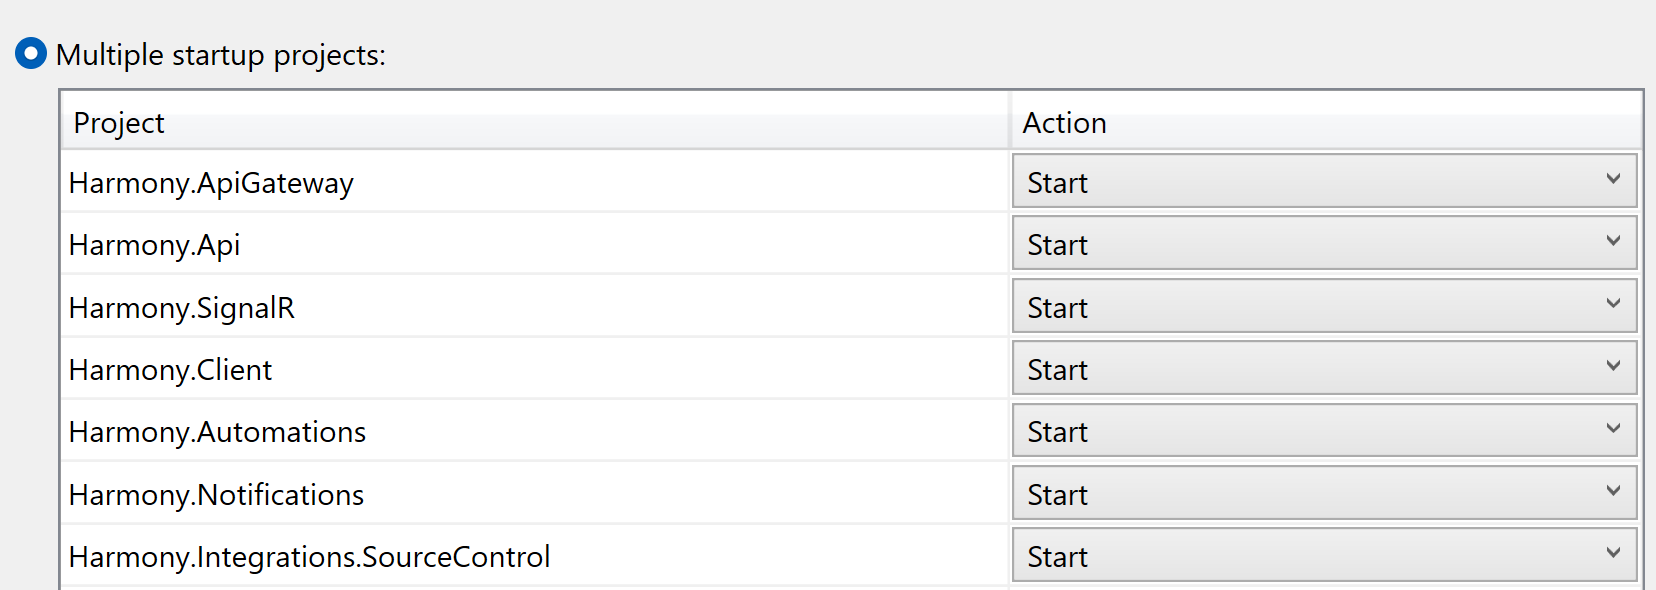 Multiple startup projects:
Project Action
Harmony.ApiGateway Start
Harmony.Api Start
Harmony.SignalR Start
Harmony.Client Start
Harmony.Automations Start
Harmony.Notifications Start
Harmony.Integrations.SourceControl Start